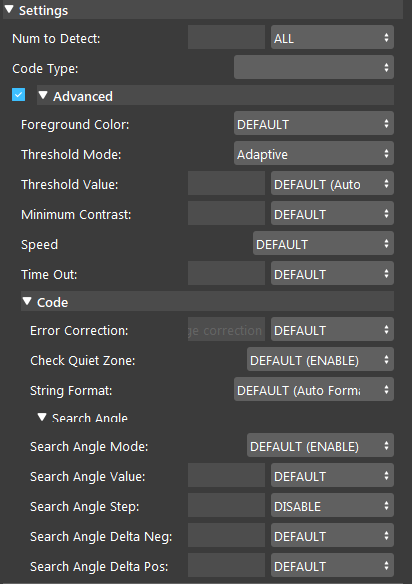 Settings
Num to Detect: ALL
Code Type:
Advanced
Foreground Color: DEFAULT
Threshold Mode: Adaptive
Threshold Value: DEFAULT (Auto
Minimum Contrast: DEFAULT
Speed DEFAULT
Time Out: DEFAULT
Code
Error Correction: ge correction DEFAULT
Check Quiet Zone: DEFAULT (ENABLE)
String Format: DEFAULT (Auto Forma
Search Angle
Search Angle Mode: DEFAULT (ENABLE)
Search Angle Value: DEFAULT
Search Angle Step: DISABLE
Search Angle Delta Neg: DEFAULT
Search Angle Delta Pos: DEFAULT